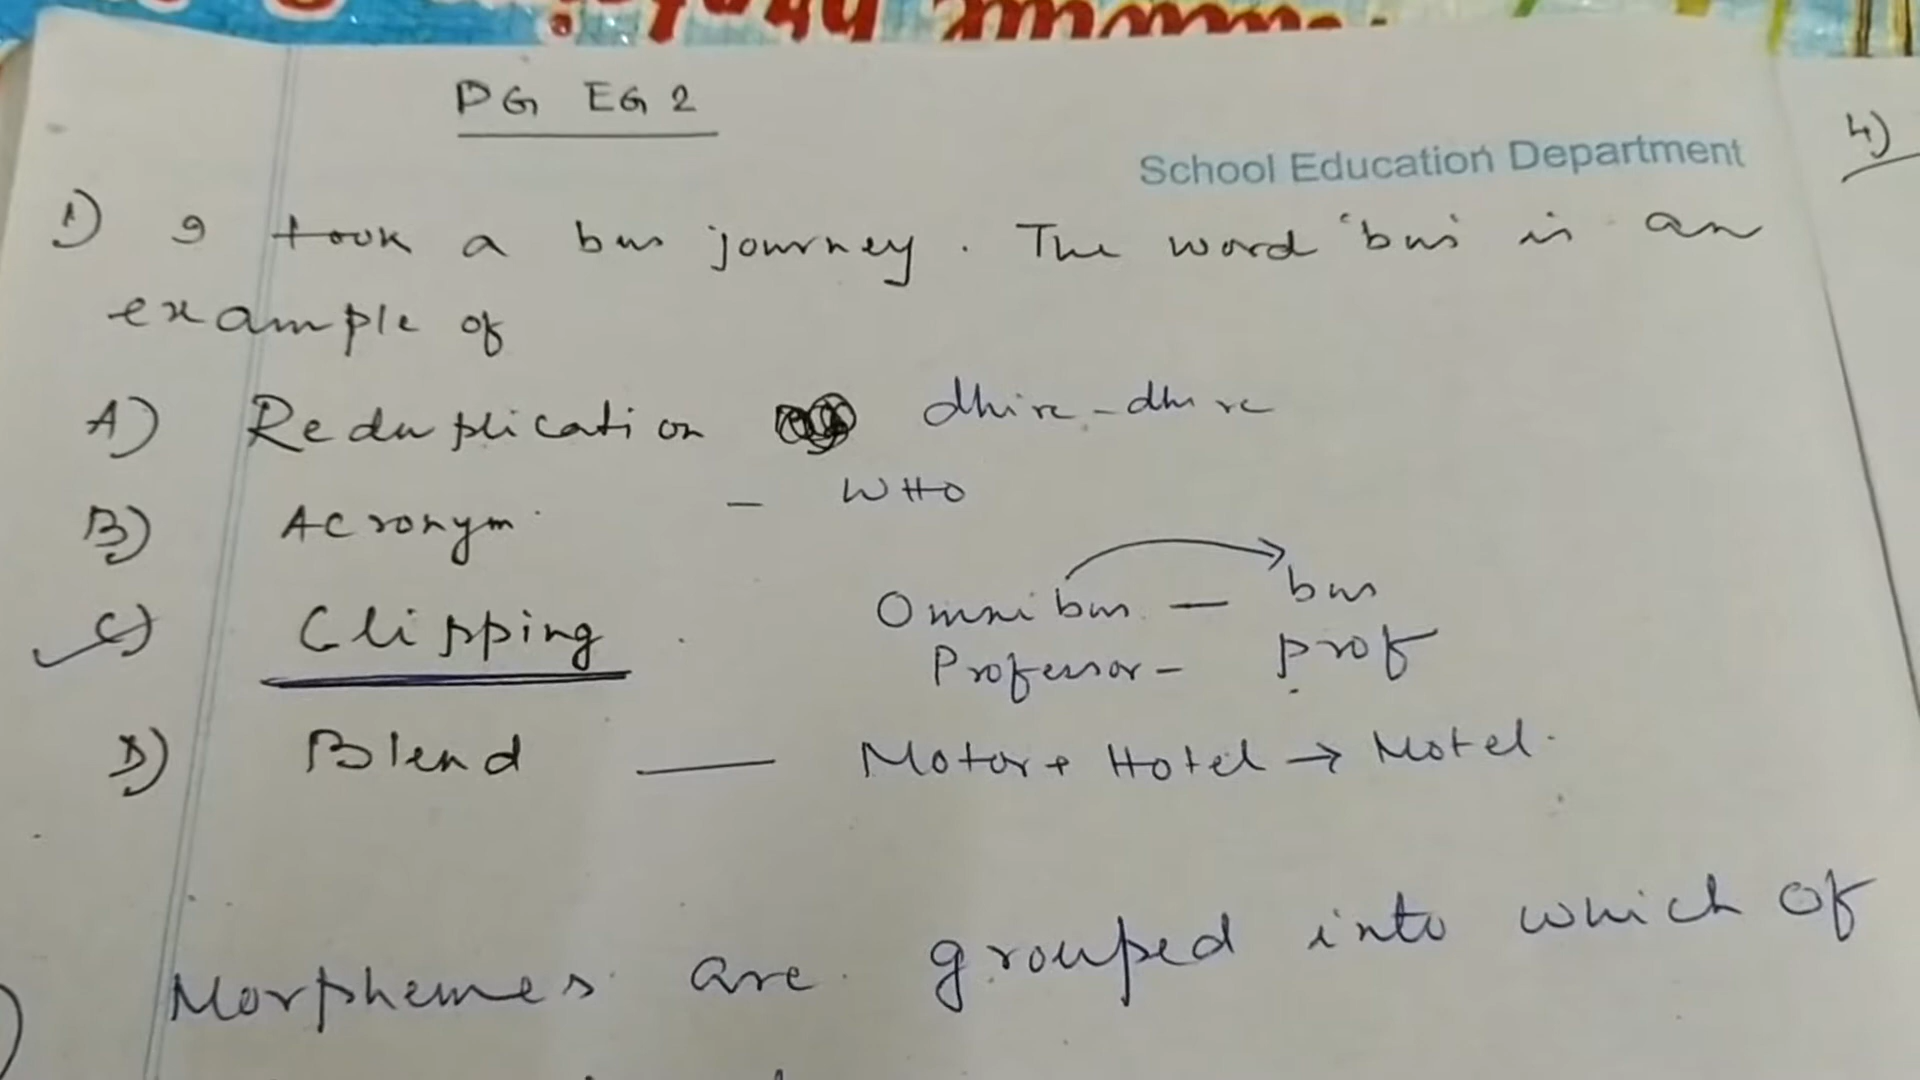 PG EG 2
School Education Department
4)
1) I took a bus journey. The word 'bus' is an
example of
A) Reduplication dhire-dhire
B) Acronym - WHO
C) Clipping Omnibus — bus
Professor - prof
D) Blend — Motor + Hotel → Motel.
Morphemes are grouped into which of